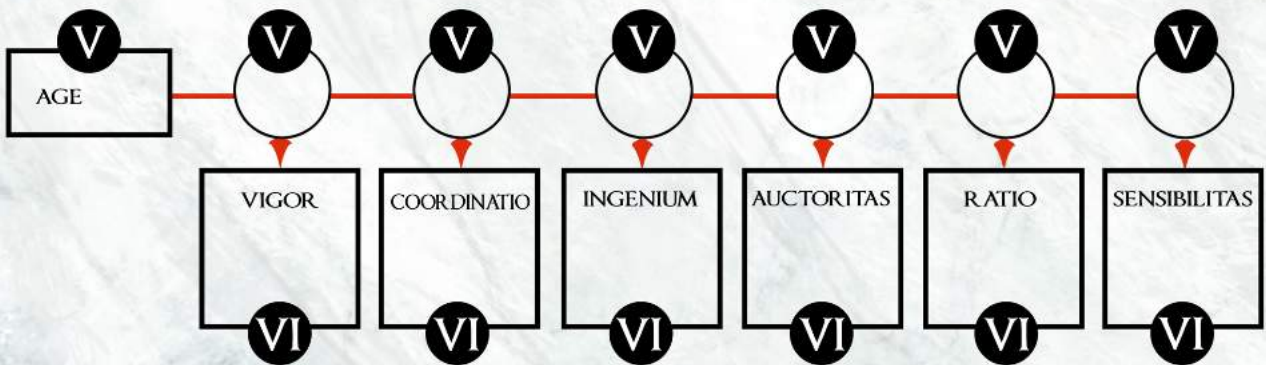 V V V V V V V
AGE
VIGOR COORDINATIO INGENIUM AUCTORITAS RATIO SENSIBILITAS
VI VI VI VI VI VI